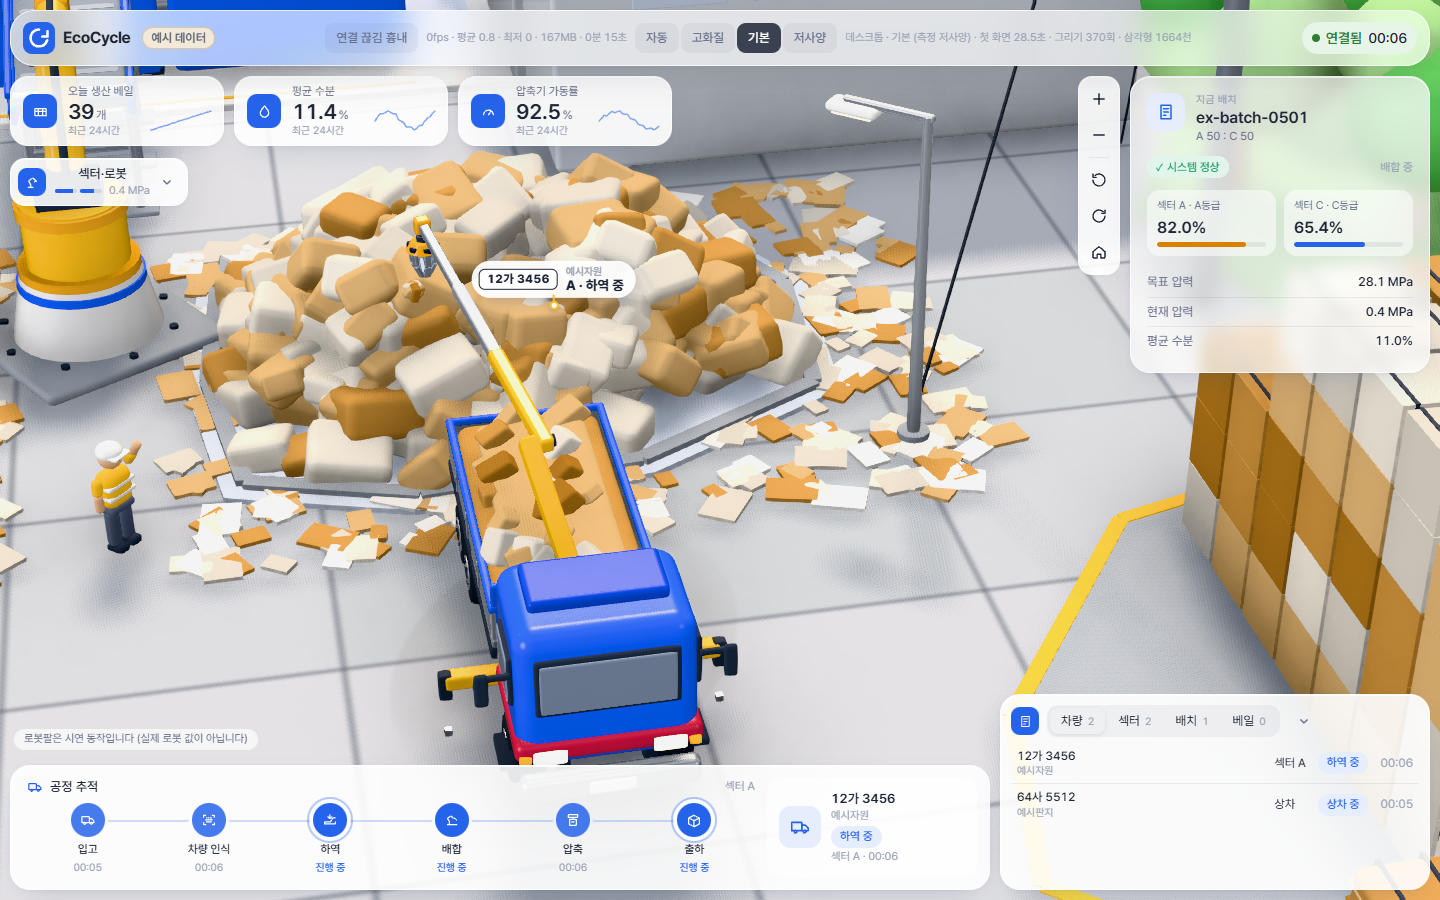 EcoCycle
예시 데이터
연결 끊김 흉내
0fps · 평균 0.8 · 최저 0 · 167MB · 0분 15초
자동
고화질
기본
저사양
데스크톱 · 기본 (측정 저사양) · 첫 화면 28.5초 · 그리기 370회 · 삼각형 1664천
연결됨 00:06
오늘 생산 베일
39개
최근 24시간
평균 수분
11.4%
최근 24시간
압축기 가동률
92.5%
최근 24시간
섹터·로봇
0.4 MPa
12가 3456
예시자원
A · 하역 중
지금 배치
ex-batch-0501
A 50 : C 50
✓ 시스템 정상
배합 중
섹터 A · A등급
82.0%
섹터 C · C등급
65.4%
목표 압력 28.1 MPa
현재 압력 0.4 MPa
평균 수분 11.0%
로봇팔은 시연 동작입니다 (실제 로봇 값이 아닙니다)
공정 추적
섹터 A
입고
00:05
차량 인식
00:06
하역
진행 중
배합
진행 중
압축
00:06
출하
진행 중
12가 3456
예시자원
하역 중
섹터 A · 00:06
차량 2
섹터 2
배치 1
베일 0
12가 3456
예시자원
섹터 A
하역 중
00:06
64사 5512
예시판지
상차
상차 중
00:05